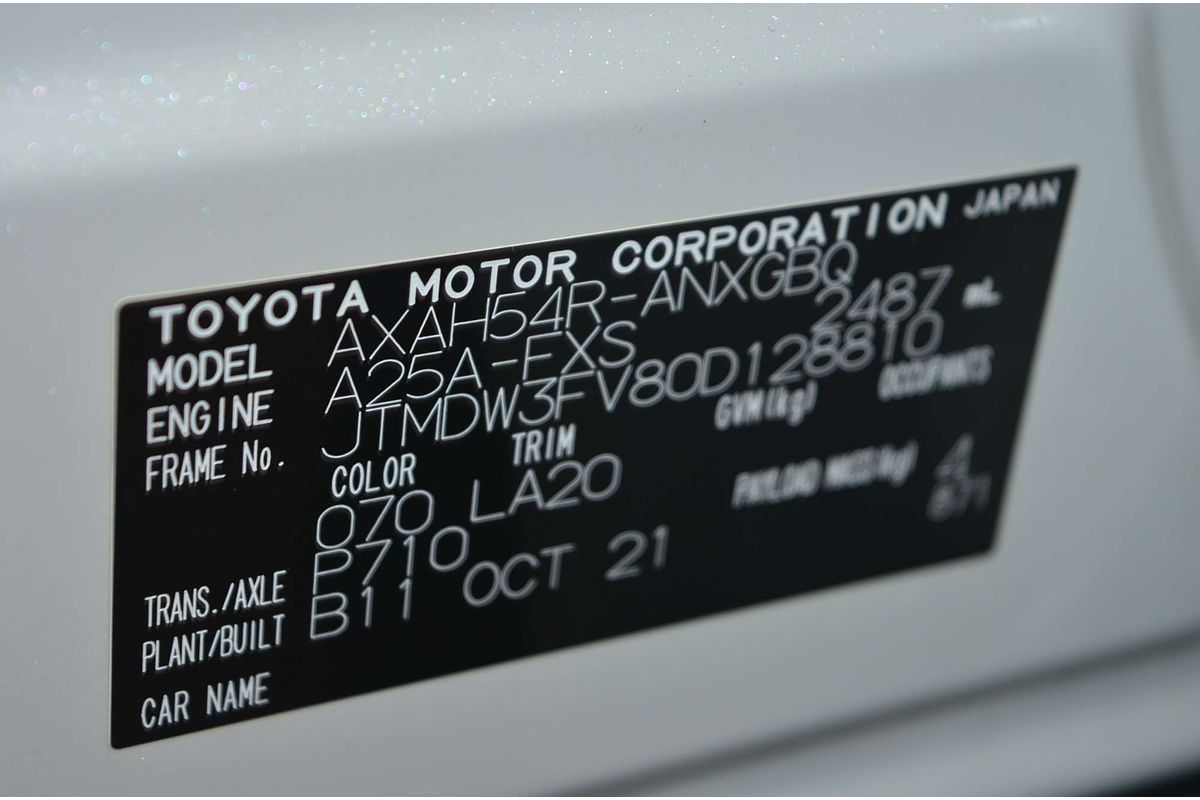 TOYOTA MOTOR CORPORATION JAPAN
MODEL AXAH54R-ANXGBQ
ENGINE A25A-FXS 2487 mL
FRAME No. JTMDW3FV80D128810
COLOR TRIM GVM(kg) OCCUPANTS
070 LA20 4
PAYLOAD MASS(kg) 671
TRANS./AXLE P710
PLANT/BUILT B11 OCT 21
CAR NAME